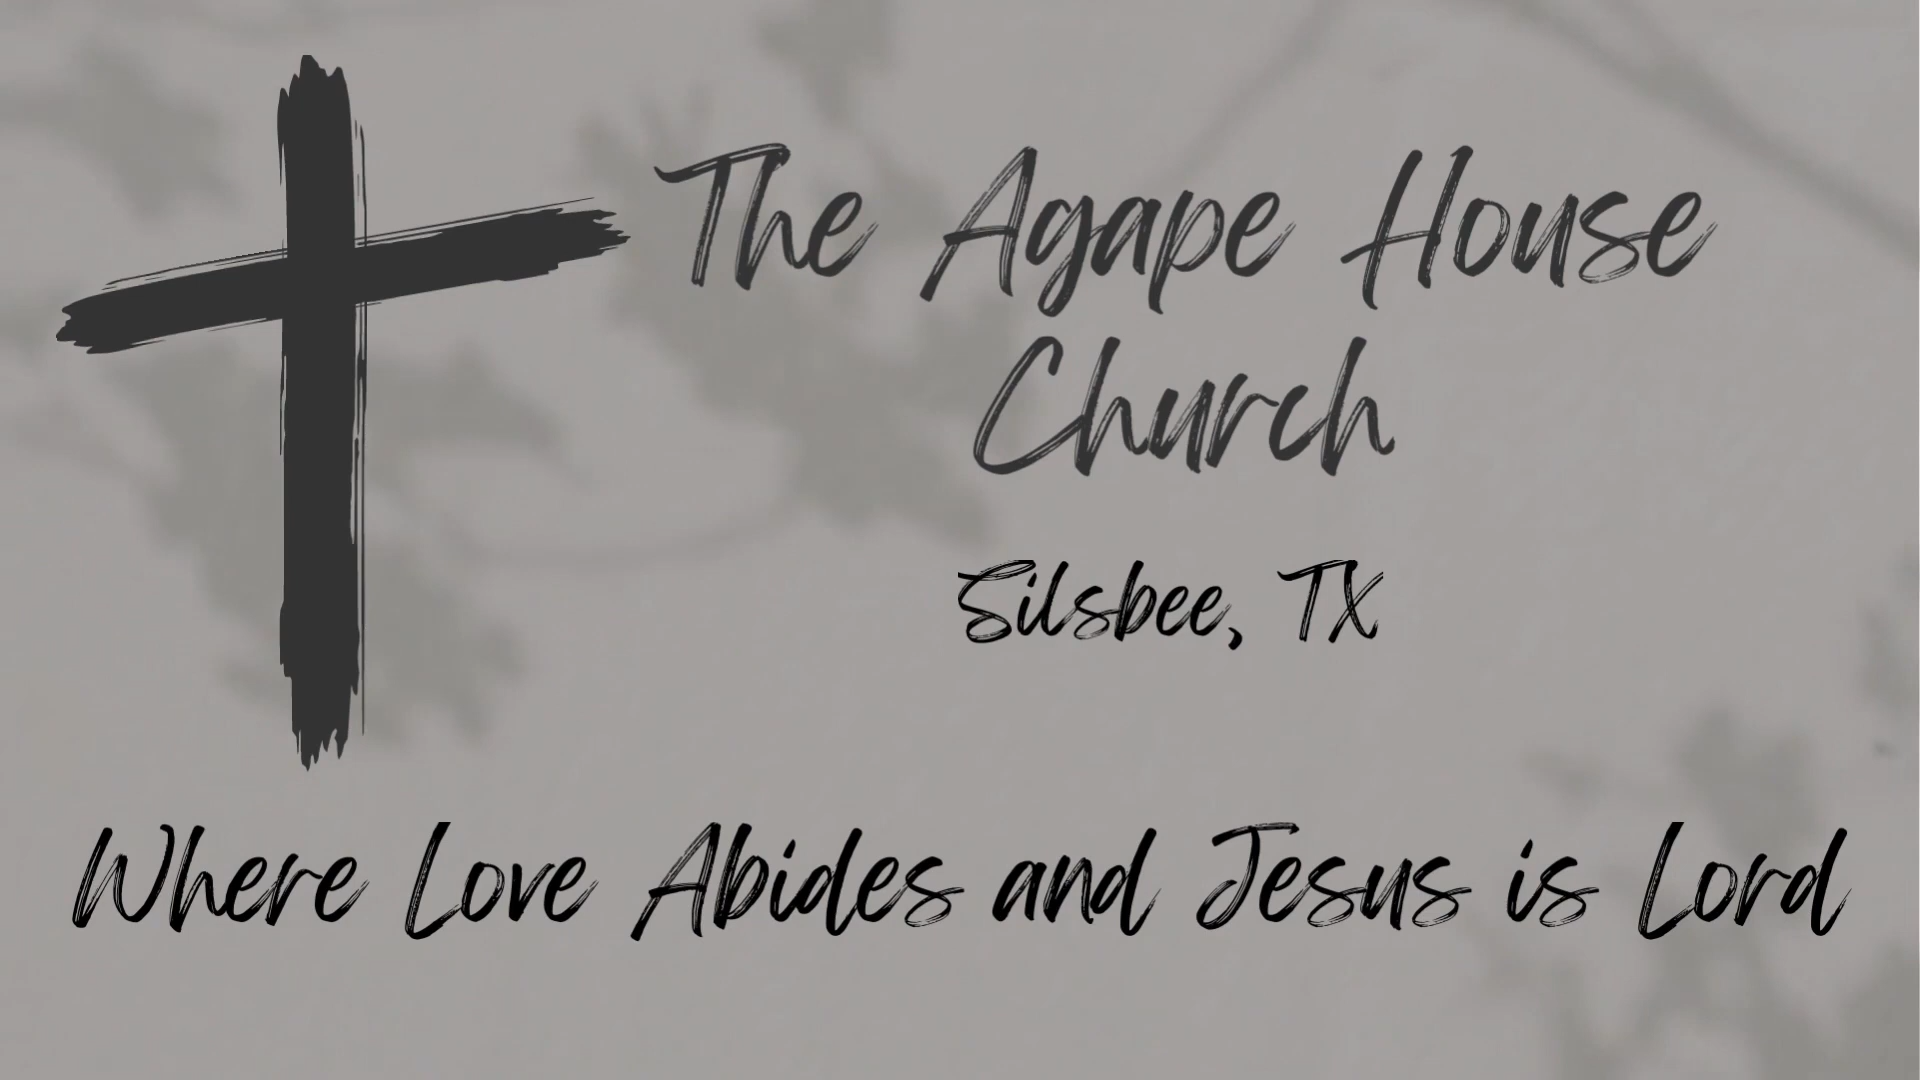 The Agape House
Church
Silsbee, TX
Where Love Abides and Jesus is Lord